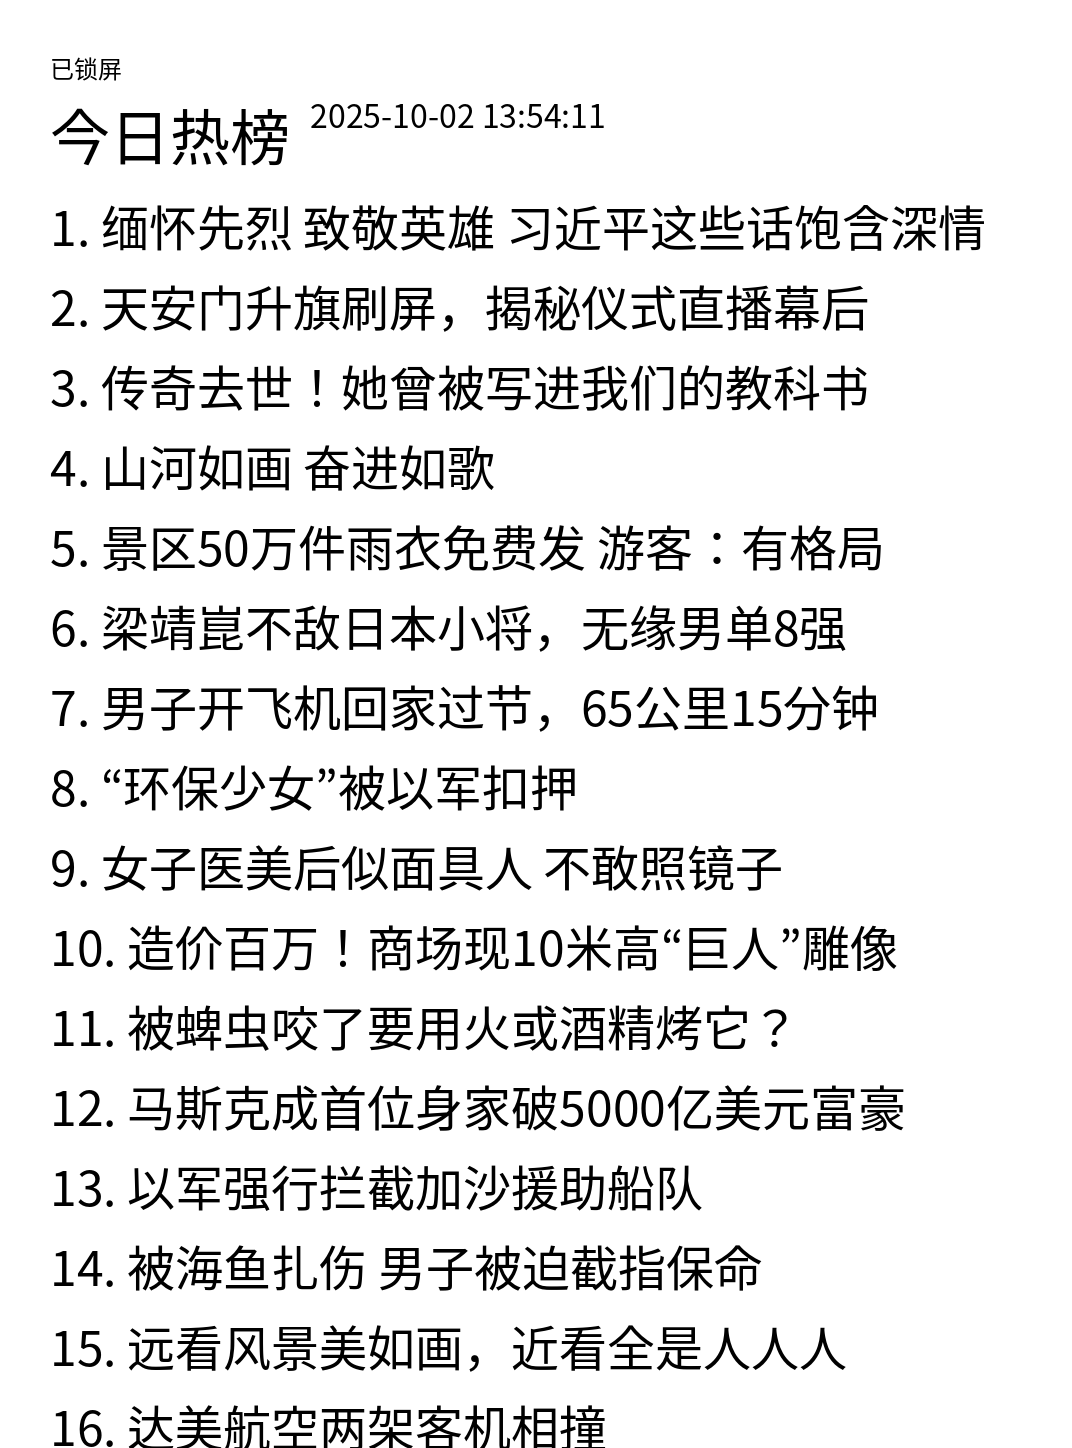 已锁屏
今日热榜 2025-10-02 13:54:11
1. 缅怀先烈 致敬英雄 习近平这些话饱含深情
2. 天安门升旗刷屏，揭秘仪式直播幕后
3. 传奇去世！她曾被写进我们的教科书
4. 山河如画 奋进如歌
5. 景区50万件雨衣免费发 游客：有格局
6. 梁靖崑不敌日本小将，无缘男单8强
7. 男子开飞机回家过节，65公里15分钟
8. “环保少女”被以军扣押
9. 女子医美后似面具人 不敢照镜子
10. 造价百万！商场现10米高“巨人”雕像
11. 被蜱虫咬了要用火或酒精烤它？
12. 马斯克成首位身家破5000亿美元富豪
13. 以军强行拦截加沙援助船队
14. 被海鱼扎伤 男子被迫截指保命
15. 远看风景美如画，近看全是人人人
16. 达美航空两架客机相撞